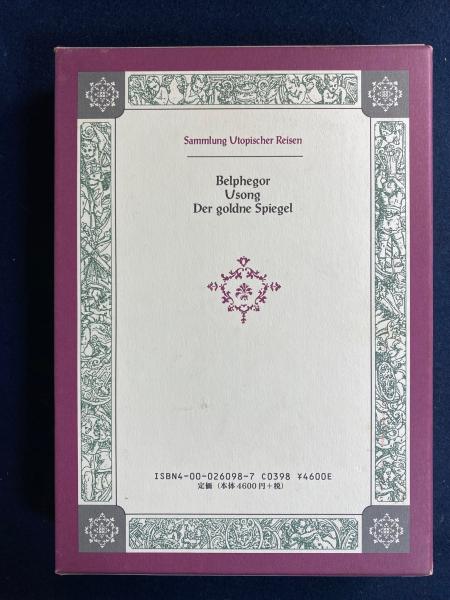 Sammlung Utopischer Reisen
Belphegor
Usong
Der goldne Spiegel
ISBN4-00-026098-7 C0398 ¥4600E
定価（本体4600円+税）